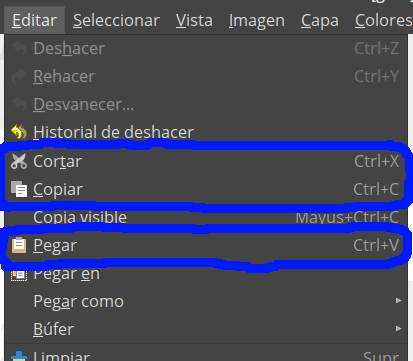 Editar Seleccionar Vista Imagen Capa Colores
Deshacer Ctrl+Z
Rehacer Ctrl+Y
Desvanecer...
Historial de deshacer
Cortar Ctrl+X
Copiar Ctrl+C
Copia visible Mayús+Ctrl+C
Pegar Ctrl+V
Pegar en
Pegar como
Búfer
Limpiar Supr